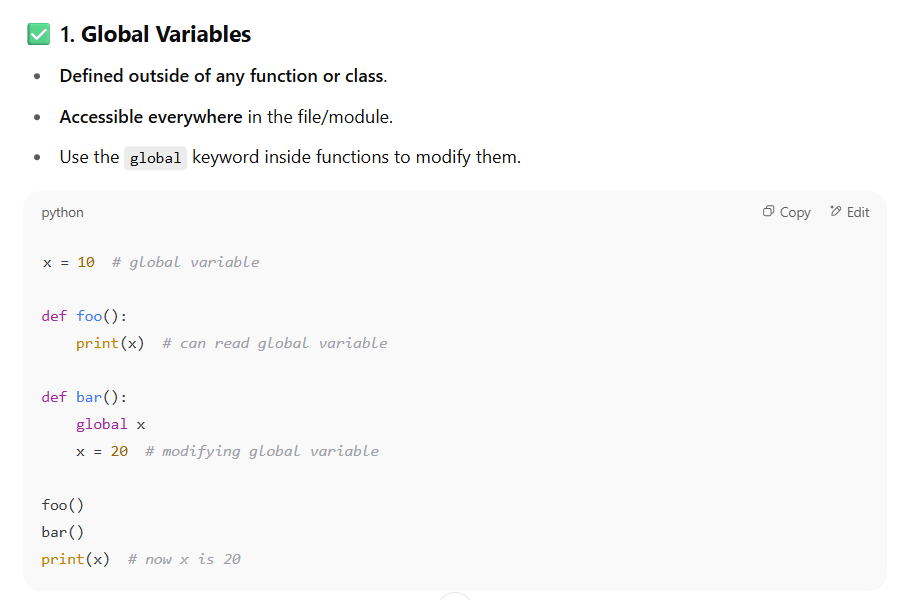 ✅ 1. Global Variables
• Defined outside of any function or class.
• Accessible everywhere in the file/module.
• Use the global keyword inside functions to modify them.
python Copy Edit
x = 10  # global variable
def foo():
    print(x)  # can read global variable
def bar():
    global x
    x = 20  # modifying global variable
foo()
bar()
print(x)  # now x is 20